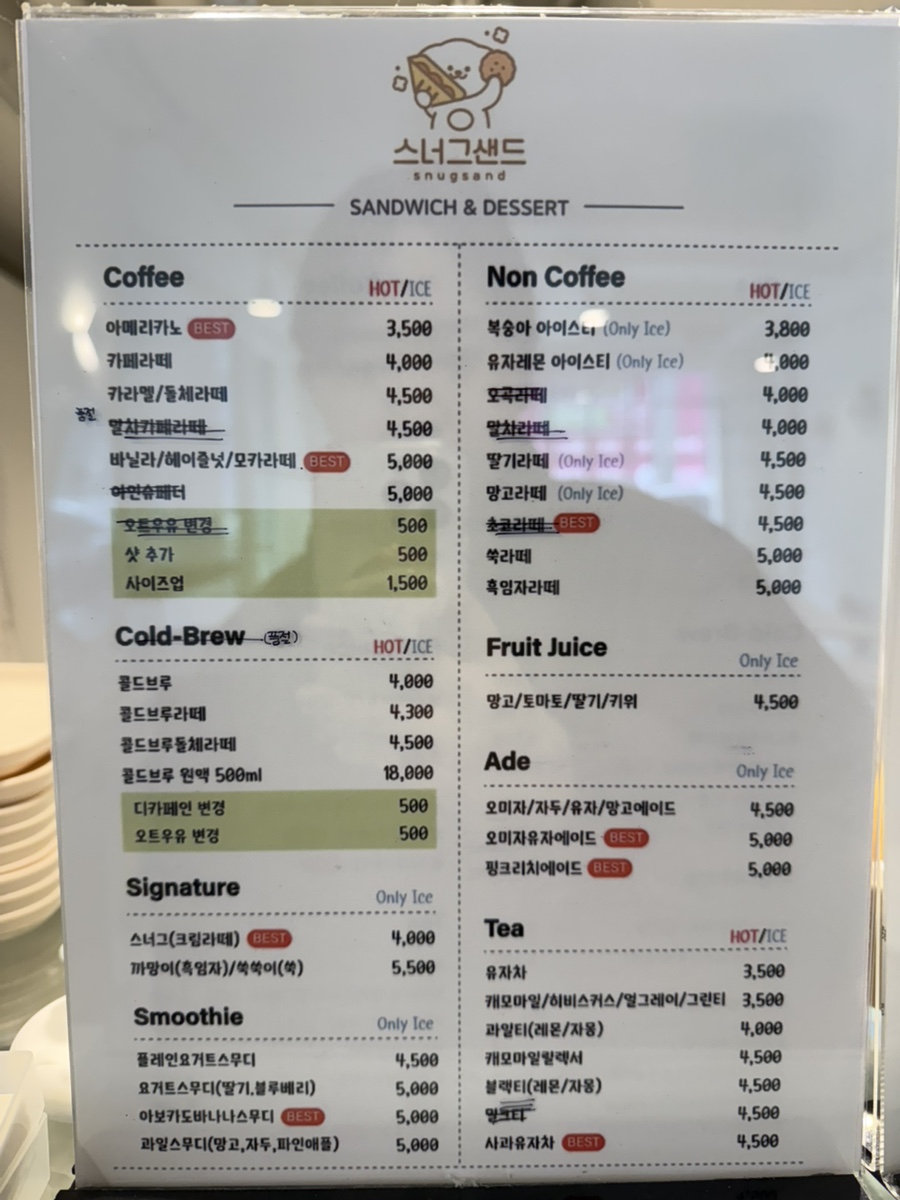 스너그샌드
snugsand
SANDWICH & DESSERT
Coffee HOT/ICE
아메리카노 BEST 3,500
카페라떼 4,000
카라멜/돌체라떼 4,500
품절 말차카페라떼 4,500
바닐라/헤이즐넛/모카라떼 BEST 5,000
아인슈페너 5,000
오트우유 변경 500
샷 추가 500
사이즈업 1,500
Cold-Brew (품절) HOT/ICE
콜드브루 4,000
콜드브루라떼 4,300
콜드브루돌체라떼 4,500
콜드브루 원액 500ml 18,000
디카페인 변경 500
오트우유 변경 500
Signature Only Ice
스너그(크림라떼) BEST 4,000
까망이(흑임자)/쑥쑥이(쑥) 5,500
Smoothie Only Ice
플레인요거트스무디 4,500
요거트스무디(딸기,블루베리) 5,000
아보카도바나나스무디 BEST 5,000
과일스무디(망고,자두,파인애플) 5,000
Non Coffee HOT/ICE
복숭아 아이스티 (Only Ice) 3,800
유자레몬 아이스티 (Only Ice) 4,000
오곡라떼 4,000
말차라떼 4,000
딸기라떼 (Only Ice) 4,500
망고라떼 (Only Ice) 4,500
초코라떼 BEST 4,500
쑥라떼 5,000
흑임자라떼 5,000
Fruit Juice Only Ice
망고/토마토/딸기/키위 4,500
Ade Only Ice
오미자/자두/유자/망고에이드 4,500
오미자유자에이드 BEST 5,000
핑크리치에이드 BEST 5,000
Tea HOT/ICE
유자차 3,500
캐모마일/히비스커스/얼그레이/그린티 3,500
과일티(레몬/자몽) 4,000
캐모마일릴렉서 4,500
블랙티(레몬/자몽) 4,500
밀크티 4,500
사과유자차 BEST 4,500